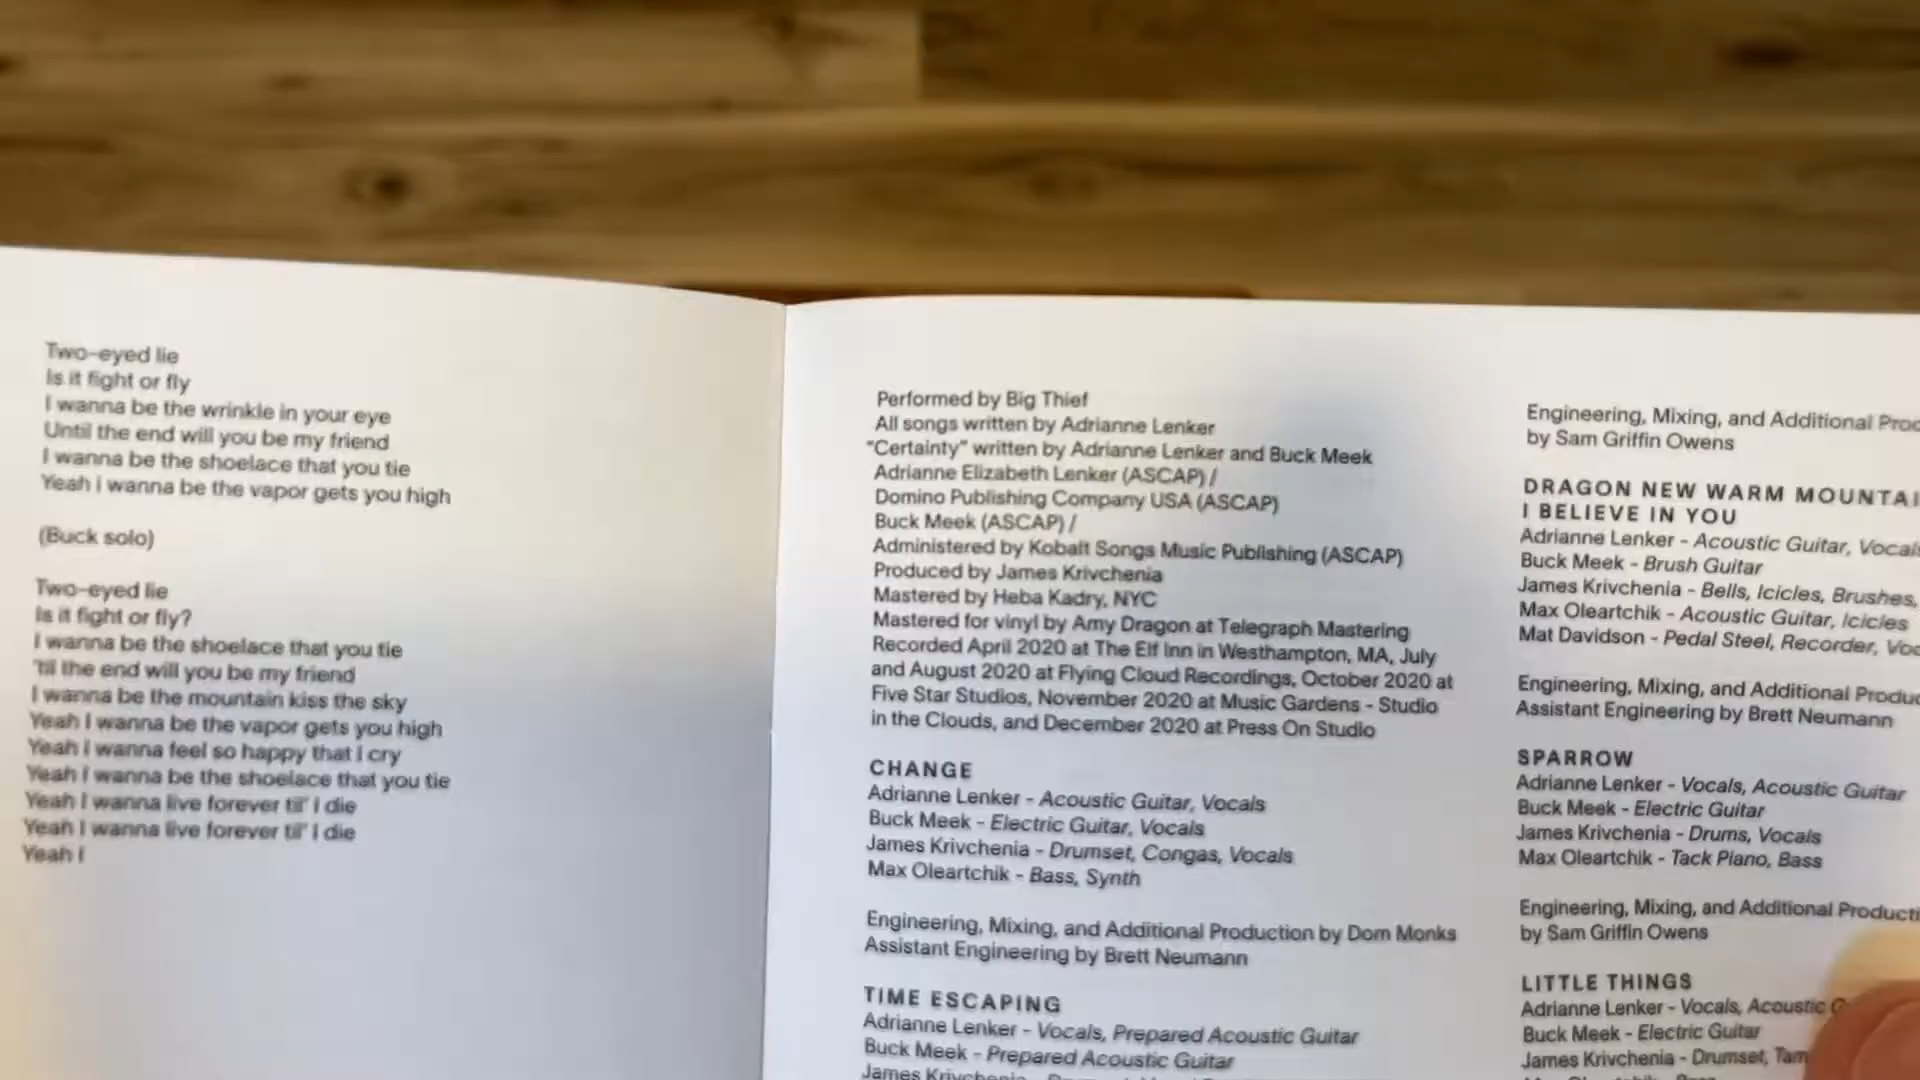 Two-eyed lie
Is it fight or fly
I wanna be the wrinkle in your eye
Until the end will you be my friend
I wanna be the shoelace that you tie
Yeah I wanna be the vapor gets you high
(Buck solo)
Two-eyed lie
Is it fight or fly?
I wanna be the shoelace that you tie
'til the end will you be my friend
I wanna be the mountain kiss the sky
Yeah I wanna be the vapor gets you high
Yeah I wanna feel so happy that I cry
Yeah I wanna be the shoelace that you tie
Yeah I wanna live forever til' I die
Yeah I wanna live forever til' I die
Yeah I
Performed by Big Thief
All songs written by Adrianne Lenker
"Certainty" written by Adrianne Lenker and Buck Meek
Adrianne Elizabeth Lenker (ASCAP) /
Domino Publishing Company USA (ASCAP)
Buck Meek (ASCAP) /
Administered by Kobalt Songs Music Publishing (ASCAP)
Produced by James Krivchenia
Mastered by Heba Kadry, NYC
Mastered for vinyl by Amy Dragon at Telegraph Mastering
Recorded April 2020 at The Elf Inn in Westhampton, MA, July
and August 2020 at Flying Cloud Recordings, October 2020 at
Five Star Studios, November 2020 at Music Gardens - Studio
in the Clouds, and December 2020 at Press On Studio
CHANGE
Adrianne Lenker - Acoustic Guitar, Vocals
Buck Meek - Electric Guitar, Vocals
James Krivchenia - Drumset, Congas, Vocals
Max Oleartchik - Bass, Synth
Engineering, Mixing, and Additional Production by Dom Monks
Assistant Engineering by Brett Neumann
TIME ESCAPING
Adrianne Lenker - Vocals, Prepared Acoustic Guitar
Buck Meek - Prepared Acoustic Guitar
James Krivchenia -
Engineering, Mixing, and Additional
by Sam Griffin Owens
DRAGON NEW WARM
I BELIEVE IN YOU
Adrianne Lenker - Acoustic Guitar,
Buck Meek - Brush Guitar
James Krivchenia - Bells, Icicles, Brushes,
Max Oleartchik - Acoustic Guitar, Icicles
Mat Davidson - Pedal Steel, Recorder,
Engineering, Mixing, and Additional
Assistant Engineering by Brett Neumann
SPARROW
Adrianne Lenker - Vocals, Acoustic Guitar
Buck Meek - Electric Guitar
James Krivchenia - Drums, Vocals
Max Oleartchik - Tack Piano, Bass
Engineering, Mixing, and Additional
by Sam Griffin Owens
LITTLE THINGS
Adrianne Lenker - Vocals, Acoustic
Buck Meek - Electric Guitar
James Krivchenia - Drumset,